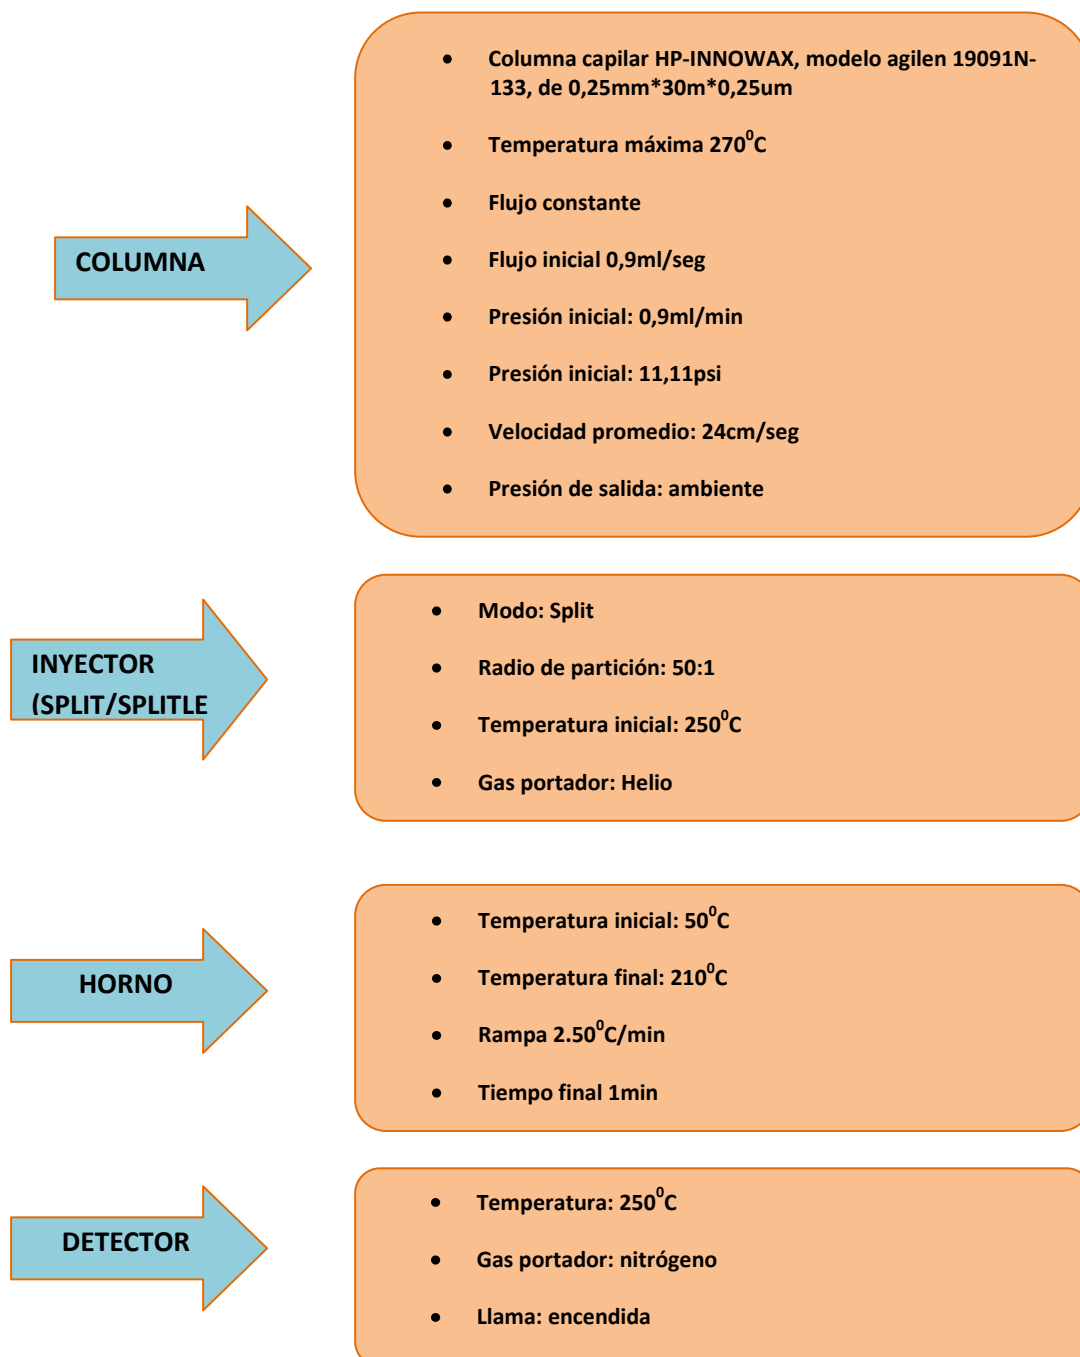 COLUMNA
• Columna capilar HP-INNOWAX, modelo agilen 19091N-
133, de 0,25mm*30m*0,25um
• Temperatura máxima 270⁰C
• Flujo constante
• Flujo inicial 0,9ml/seg
• Presión inicial: 0,9ml/min
• Presión inicial: 11,11psi
• Velocidad promedio: 24cm/seg
• Presión de salida: ambiente
INYECTOR
(SPLIT/SPLITLE
• Modo: Split
• Radio de partición: 50:1
• Temperatura inicial: 250⁰C
• Gas portador: Helio
HORNO
• Temperatura inicial: 50⁰C
• Temperatura final: 210⁰C
• Rampa 2.50⁰C/min
• Tiempo final 1min
DETECTOR
• Temperatura: 250⁰C
• Gas portador: nitrógeno
• Llama: encendida